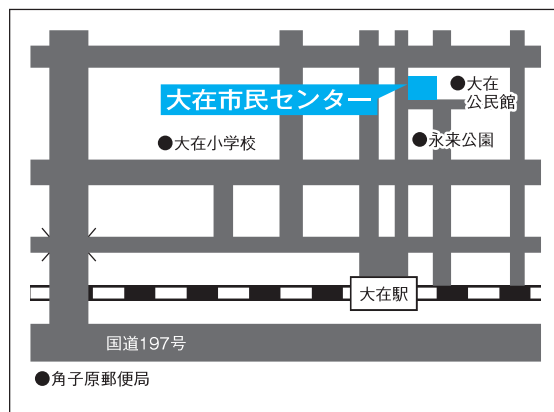 大在市民センター
大在
公民館
大在小学校
永来公園
大在駅
国道197号
角子原郵便局